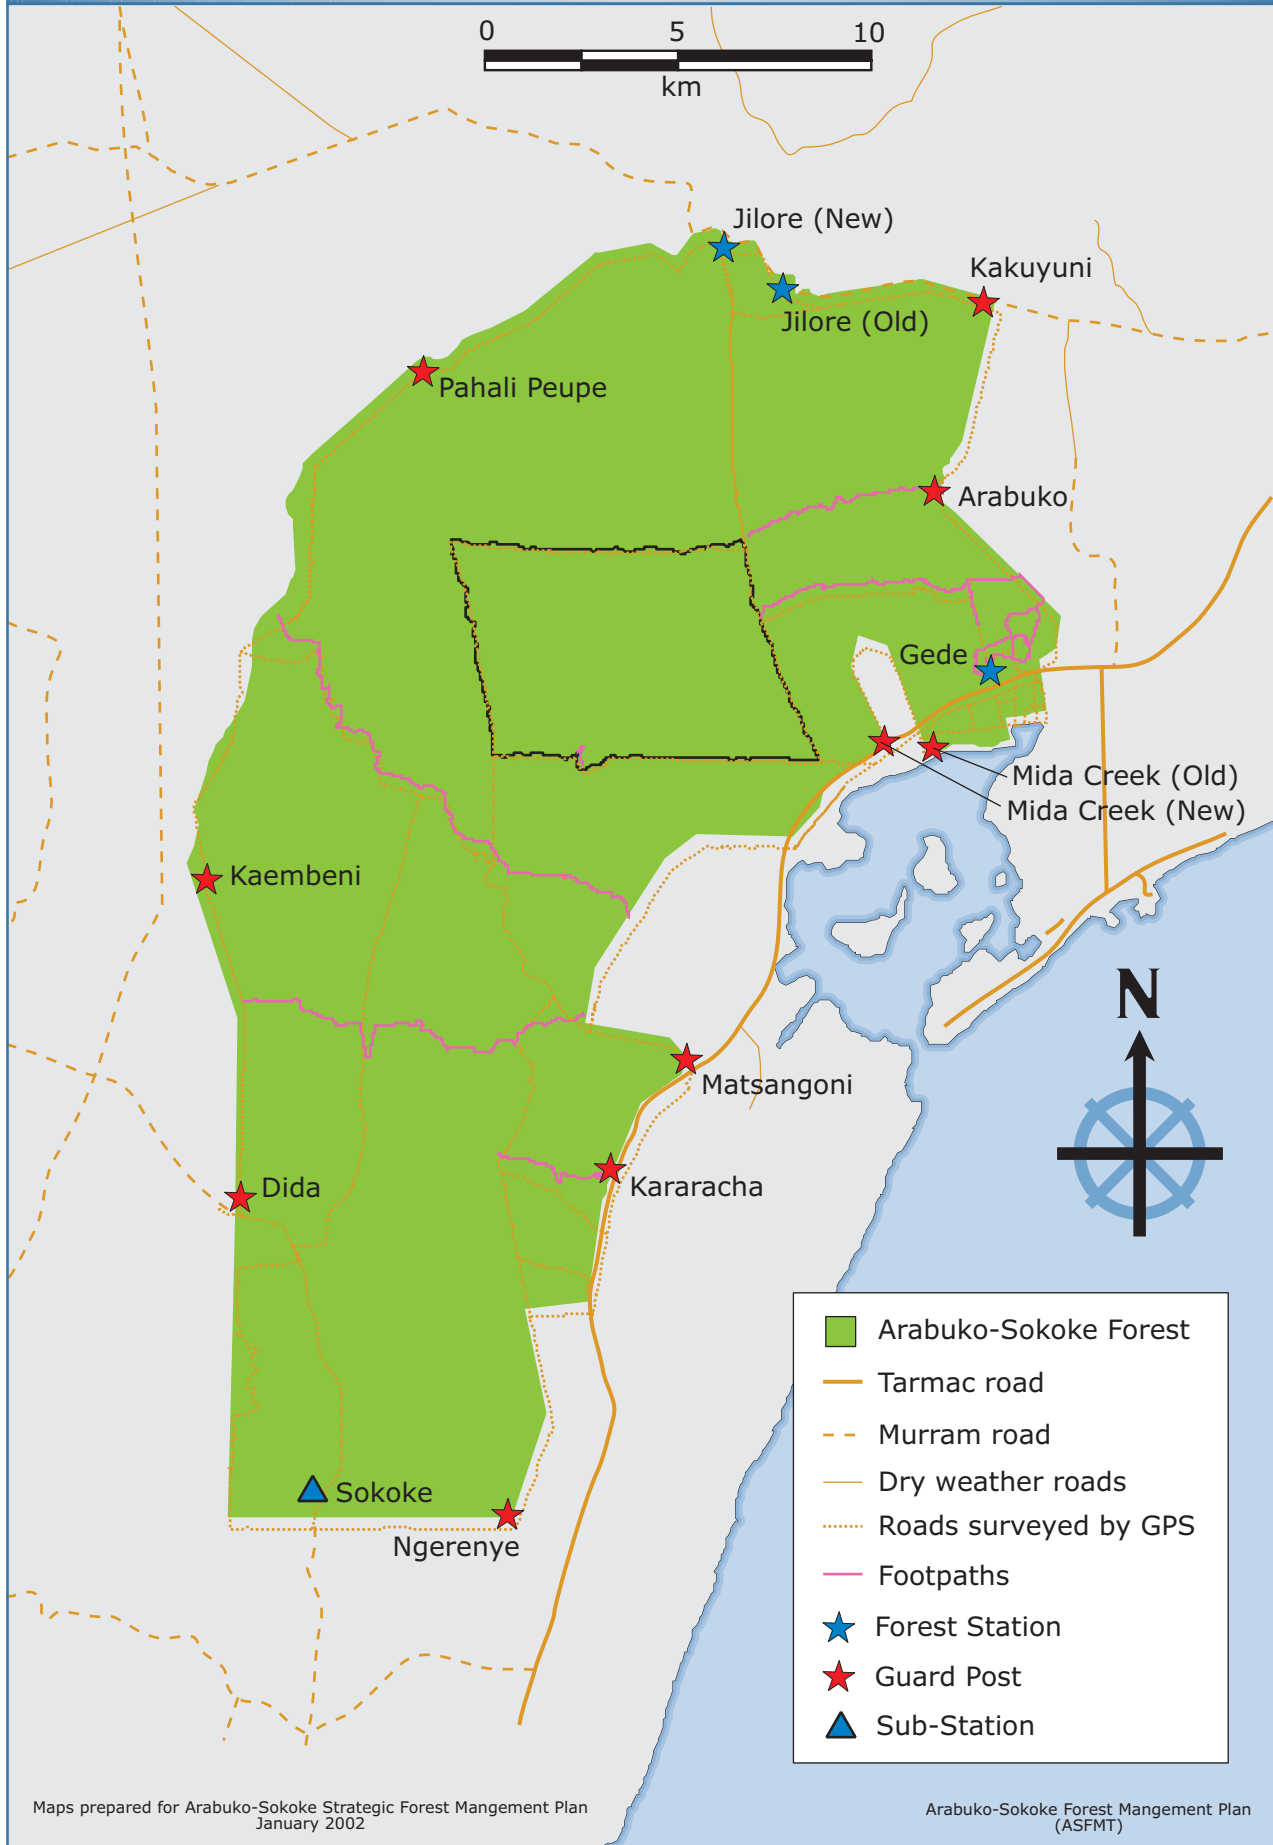 0 5 10
km
Jilore (New)
Kakuyuni
Jilore (Old)
Pahali Peupe
Arabuko
Gede
Mida Creek (Old)
Mida Creek (New)
Kaembeni
N
Matsangoni
Dida
Kararacha
Sokoke
Ngerenye
Arabuko-Sokoke Forest
Tarmac road
Murram road
Dry weather roads
Roads surveyed by GPS
Footpaths
Forest Station
Guard Post
Sub-Station
Maps prepared for Arabuko-Sokoke Strategic Forest Mangement Plan
January 2002
Arabuko-Sokoke Forest Mangement Plan
(ASFMT)